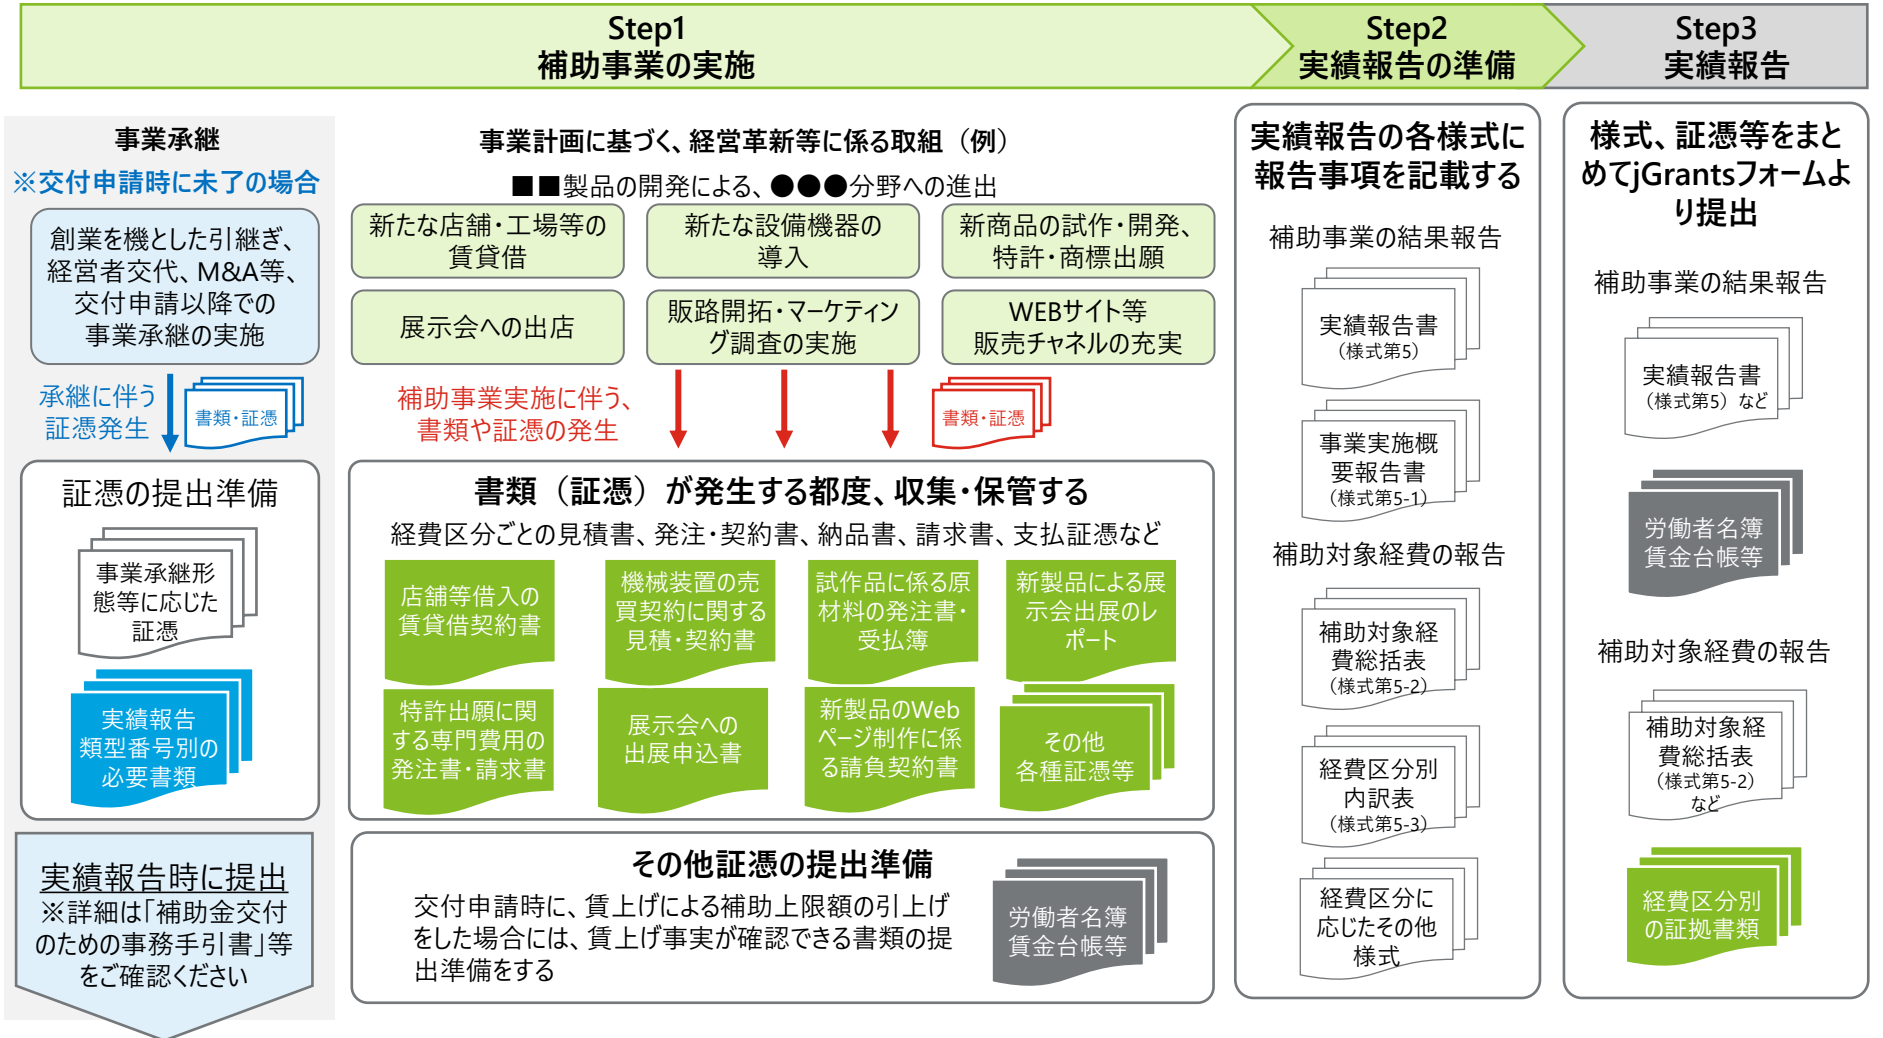 Step1
補助事業の実施
Step2
実績報告の準備
Step3
実績報告
事業承継
※交付申請時に未了の場合
創業を機とした引継ぎ、
経営者交代、M&A等、
交付申請以降での
事業承継の実施
承継に伴う
証憑発生
書類・証憑
証憑の提出準備
事業承継形
態等に応じた
証憑
実績報告
類型番号別の
必要書類
実績報告時に提出
※詳細は「補助金交付
のための事務手引書」等
をご確認ください
事業計画に基づく、経営革新等に係る取組（例）
■■製品の開発による、●●●分野への進出
新たな店舗・工場等の
賃貸借
新たな設備機器の
導入
新商品の試作・開発、
特許・商標出願
展示会への出店
販路開拓・マーケティン
グ調査の実施
WEBサイト等
販売チャネルの充実
補助事業実施に伴う、
書類や証憑の発生
書類・証憑
書類（証憑）が発生する都度、収集・保管する
経費区分ごとの見積書、発注・契約書、納品書、請求書、支払証憑など
店舗等借入の
賃貸借契約書
機械装置の売
買契約に関する
見積・契約書
試作品に係る原
材料の発注書・
受払簿
新製品による展
示会出展のレ
ポート
特許出願に関
する専門費用の
発注書・請求書
展示会への
出展申込書
新製品のWeb
ページ制作に係
る請負契約書
その他
各種証憑等
その他証憑の提出準備
交付申請時に、賃上げによる補助上限額の引上げ
をした場合には、賃上げ事実が確認できる書類の提
出準備をする
労働者名簿
賃金台帳等
実績報告の各様式に
報告事項を記載する
補助事業の結果報告
実績報告書
（様式第5）
事業実施概
要報告書
（様式第5-1）
補助対象経費の報告
補助対象経
費総括表
（様式第5-2）
経費区分別
内訳表
（様式第5-3）
経費区分に
応じたその他
様式
様式、証憑等をまと
めてjGrantsフォームよ
り提出
補助事業の結果報告
実績報告書
（様式第5）など
労働者名簿
賃金台帳等
補助対象経費の報告
補助対象経
費総括表
（様式第5-2）
など
経費区分別
の証拠書類